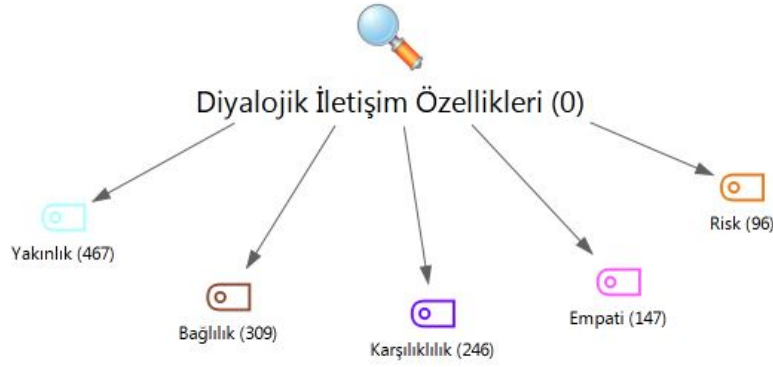 Diyalojik İletişim Özellikleri (0)
Yakınlık (467)
Bağlılık (309)
Karşılıklılık (246)
Empati (147)
Risk (96)